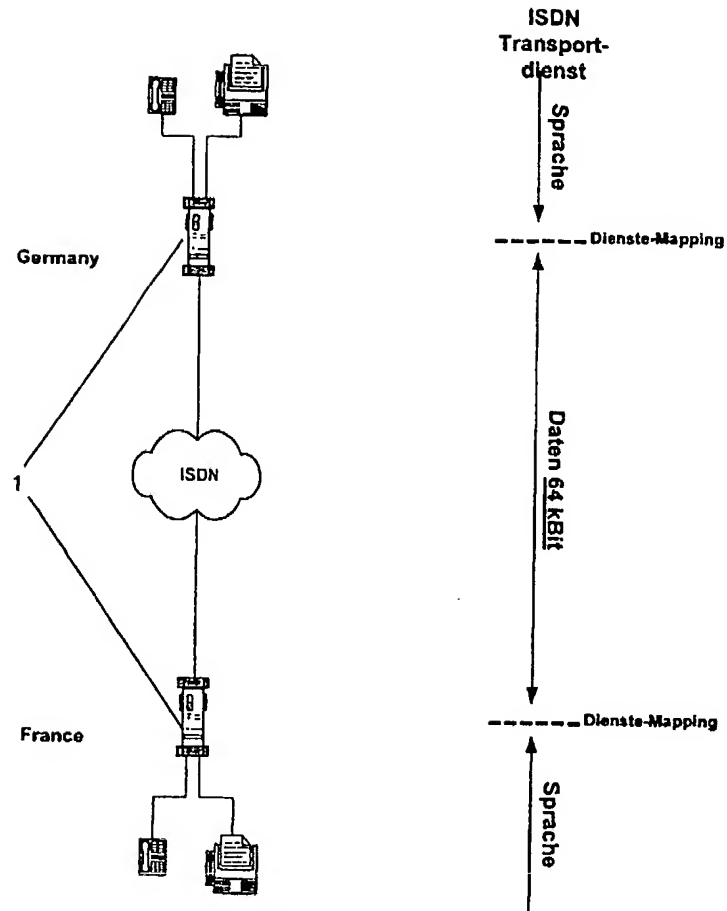 ISDN
Transport-
dienst
Sprache
Dienste-Mapping
Germany
Daten 64 kBit
1
ISDN
Dienste-Mapping
France
Sprache